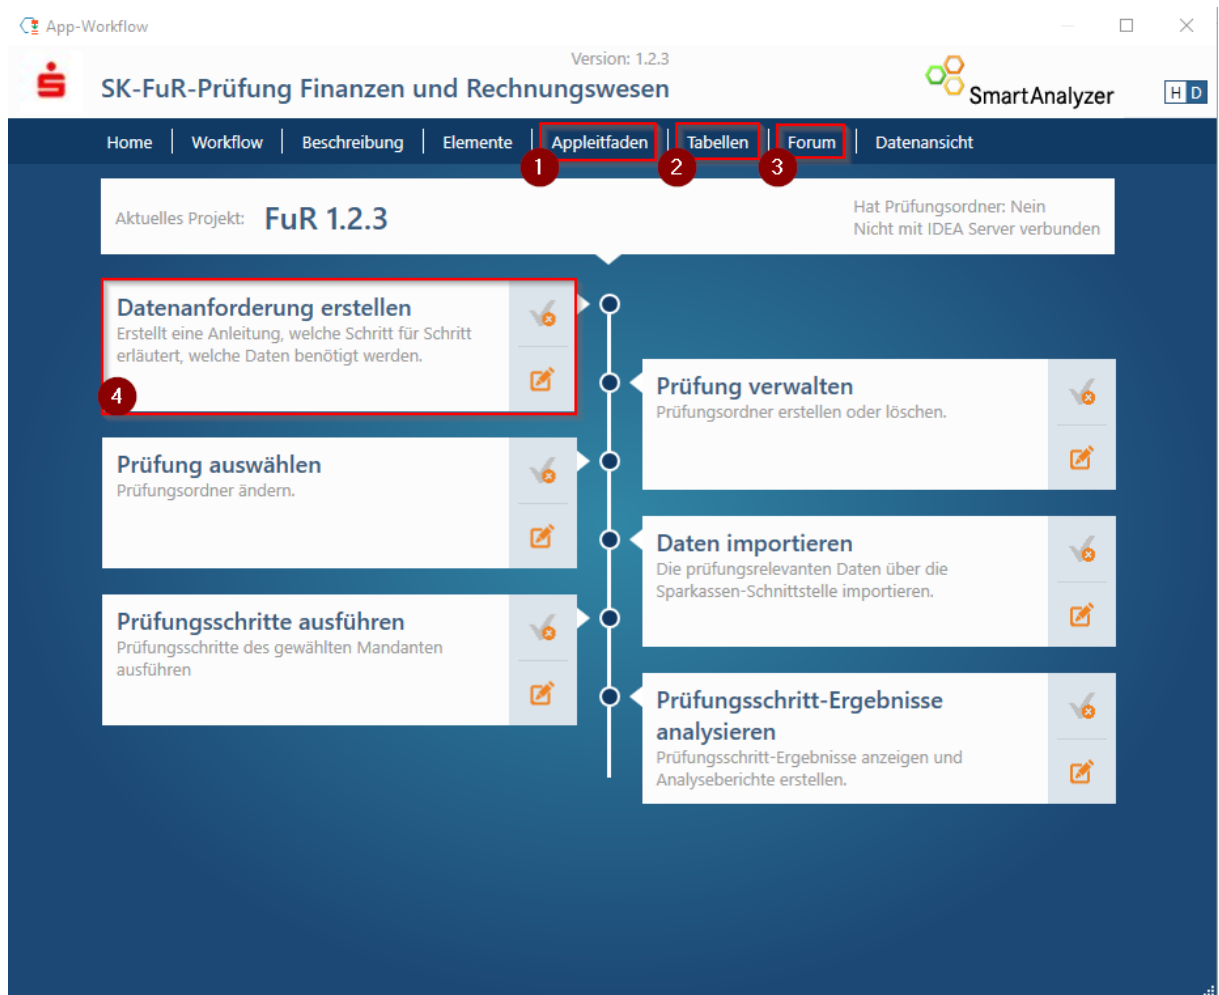 App-Workflow
Version: 1.2.3
SK-FuR-Prüfung Finanzen und Rechnungswesen
SmartAnalyzer
H D
Home
Workflow
Beschreibung
Elemente
Appleitfaden
Tabellen
Forum
Datenansicht
1
2
3
Aktuelles Projekt: FuR 1.2.3
Hat Prüfungsordner: Nein
Nicht mit IDEA Server verbunden
Datenanforderung erstellen
Erstellt eine Anleitung, welche Schritt für Schritt
erläutert, welche Daten benötigt werden.
4
Prüfung verwalten
Prüfungsordner erstellen oder löschen.
Prüfung auswählen
Prüfungsordner ändern.
Daten importieren
Die prüfungsrelevanten Daten über die
Sparkassen-Schnittstelle importieren.
Prüfungsschritte ausführen
Prüfungsschritte des gewählten Mandanten
ausführen
Prüfungsschritt-Ergebnisse
analysieren
Prüfungsschritt-Ergebnisse anzeigen und
Analyseberichte erstellen.